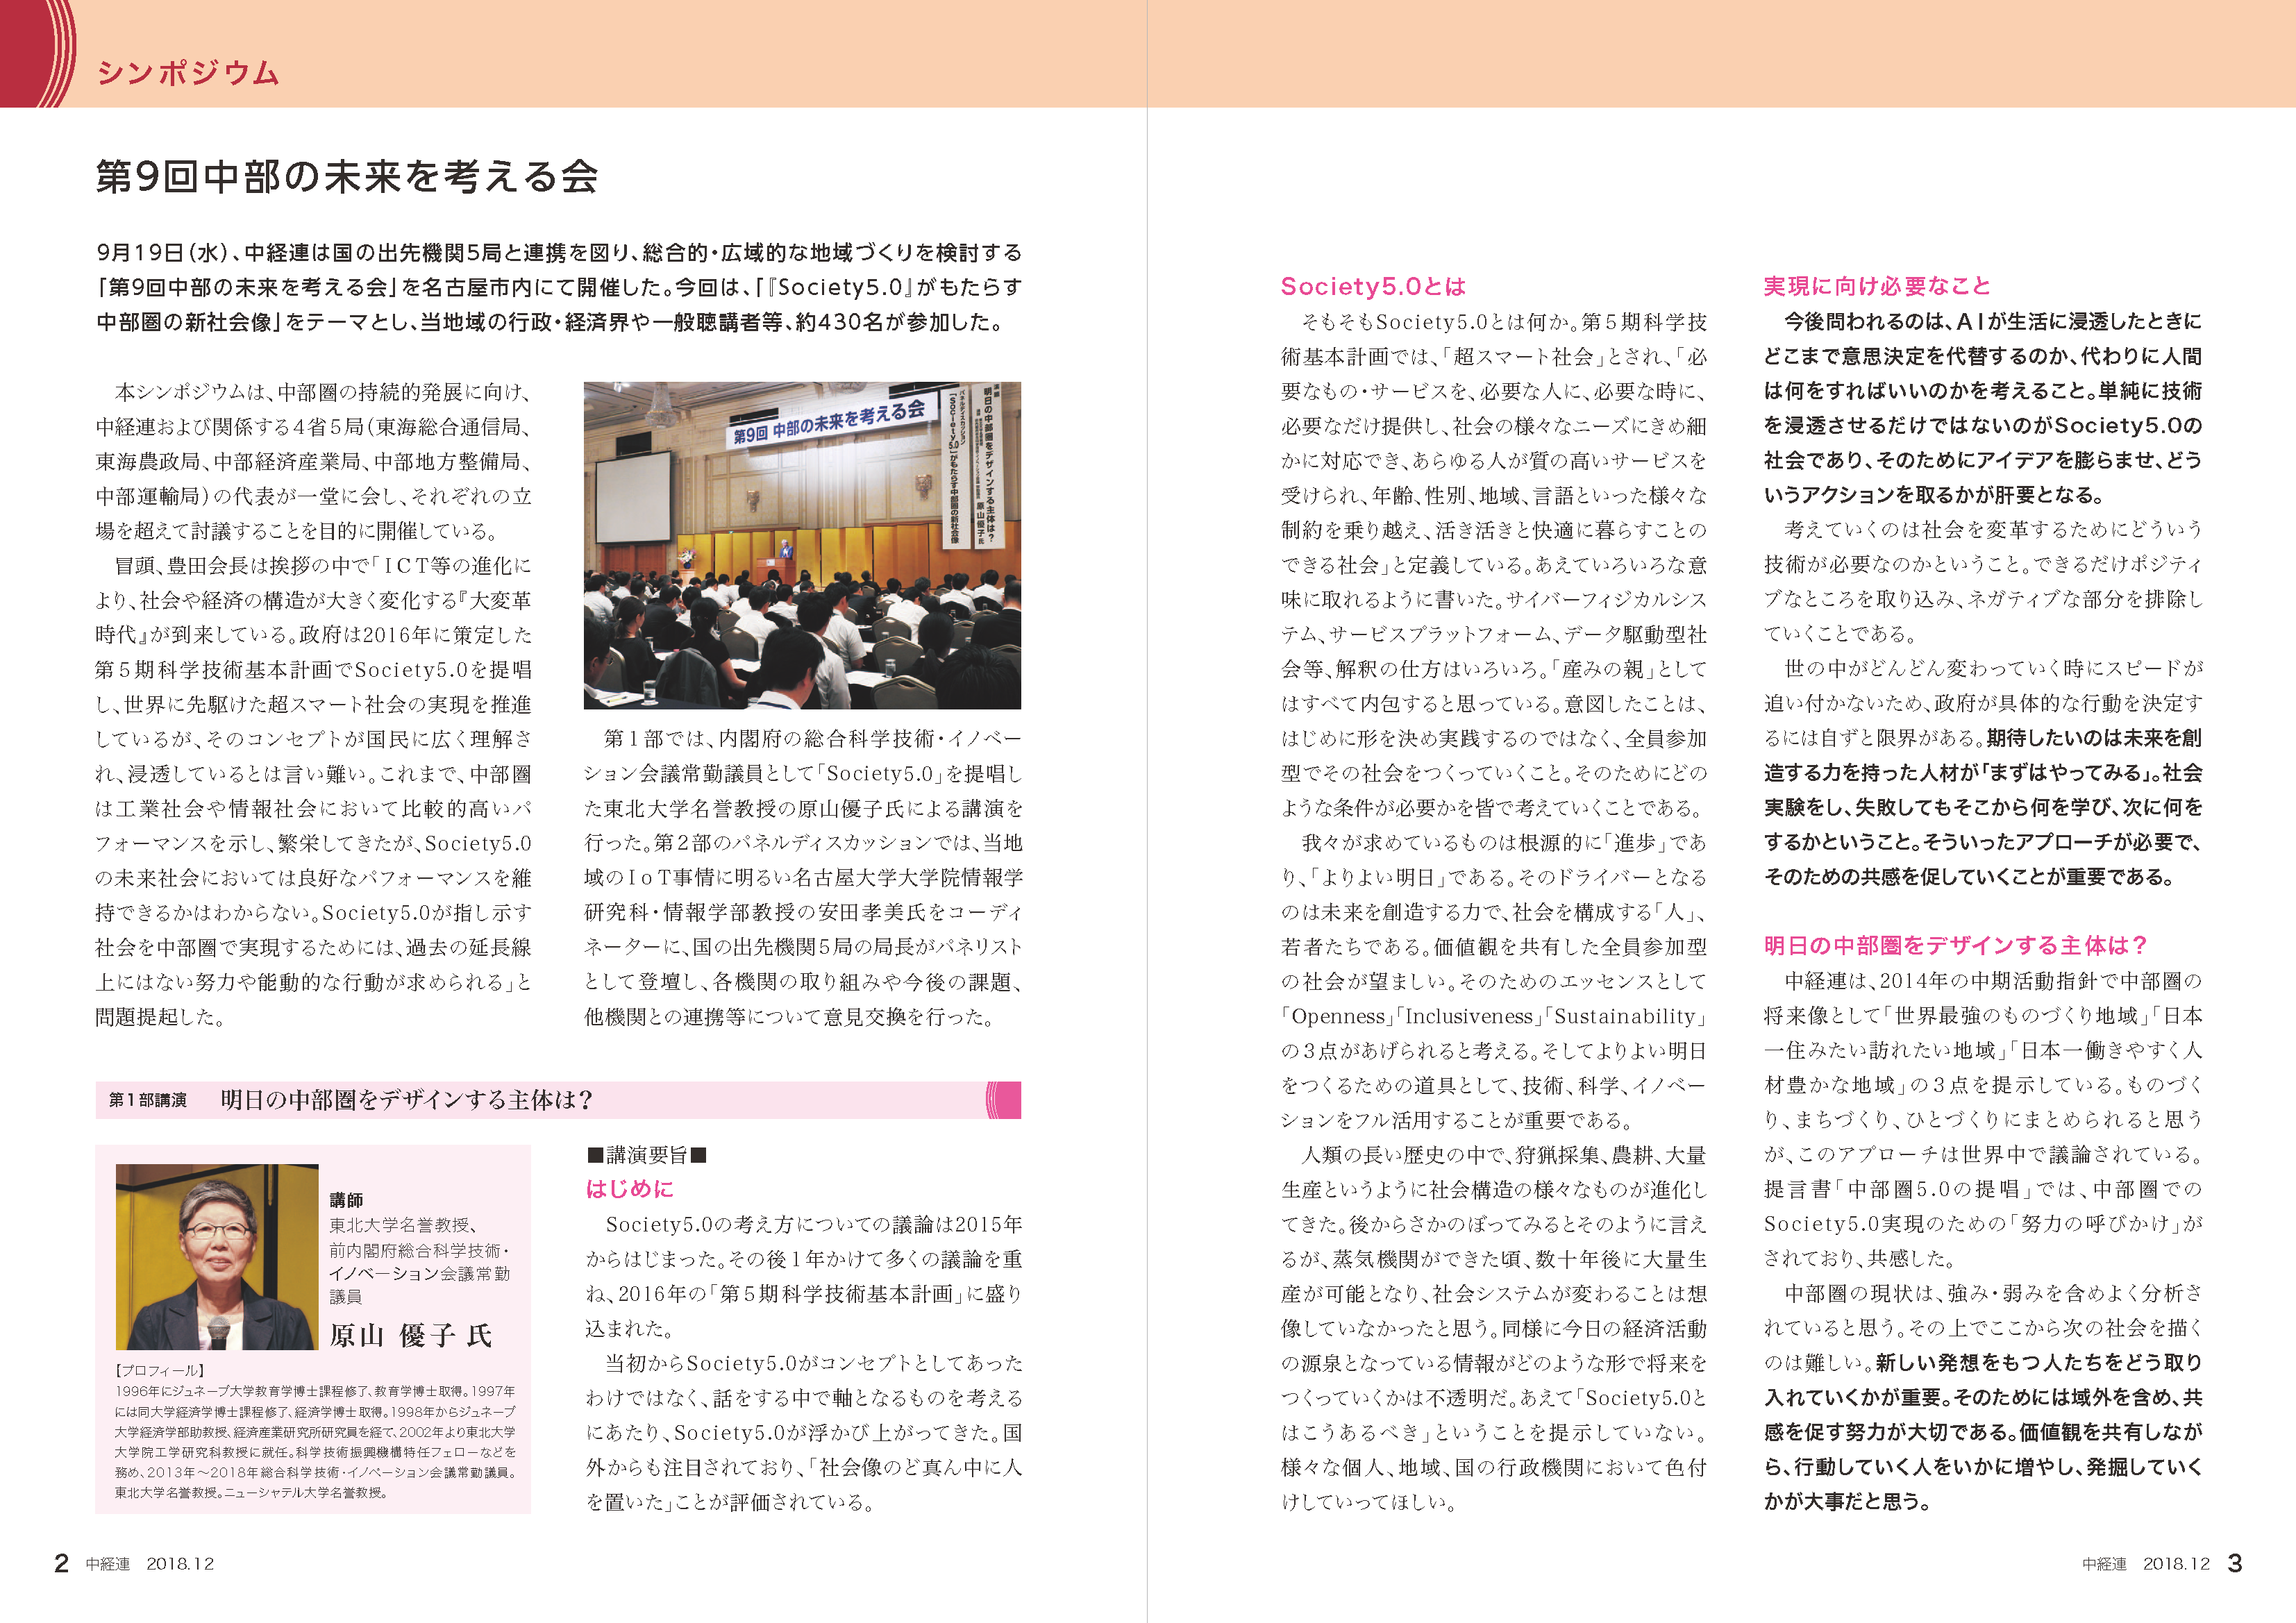 シンポジウム
第9回中部の未来を考える会
9月19日(水)、中経連は国の出先機関5局と連携を図り、総合的・広域的な地域づくりを検討する
「第9回中部の未来を考える会」を名古屋市内にて開催した。今回は、「『Society5.0』がもたらす
中部圏の新社会像」をテーマとし、当地域の行政・経済界や一般聴講者等、約430名が参加した。
本シンポジウムは、中部圏の持続的発展に向け、
中経連および関係する4省5局(東海総合通信局、
東海農政局、中部経済産業局、中部地方整備局、
中部運輸局)の代表が一堂に会し、それぞれの立
場を超えて討議することを目的に開催している。
冒頭、豊田会長は挨拶の中で「ICT等の進化に
より、社会や経済の構造が大きく変化する『大変革
時代』が到来している。政府は2016年に策定した
第5期科学技術基本計画でSociety5.0を提唱
し、世界に先駆けた超スマート社会の実現を推進
しているが、そのコンセプトが国民に広く理解さ
れ、浸透しているとは言い難い。これまで、中部圏
は工業社会や情報社会において比較的高いパ
フォーマンスを示し、繁栄してきたが、Society5.0
の未来社会においては良好なパフォーマンスを維
持できるかはわからない。Society5.0が指し示す
社会を中部圏で実現するためには、過去の延長線
上にはない努力や能動的な行動が求められる」と
問題提起した。
第9回 中部の未来を考える会
明日の中部圏をデザインする主体は?
原山優子氏
パネルディスカッション
「Society5.0」がもたらす中部圏の新社会像
第1部では、内閣府の総合科学技術・イノベー
ション会議常勤議員として「Society5.0」を提唱し
た東北大学名誉教授の原山優子氏による講演を
行った。第2部のパネルディスカッションでは、当地
域のIoT事情に明るい名古屋大学大学院情報学
研究科・情報学部教授の安田孝美氏をコーディ
ネーターに、国の出先機関5局の局長がパネリスト
として登壇し、各機関の取り組みや今後の課題、
他機関との連携等について意見交換を行った。
第1部講演 明日の中部圏をデザインする主体は?
講師
東北大学名誉教授、
前内閣府総合科学技術・
イノベーション会議常勤
議員
原山 優子 氏
【プロフィール】
1996年にジュネーブ大学教育学博士課程修了、教育学博士取得。1997年
には同大学経済学博士課程修了、経済学博士取得。1998年からジュネーブ
大学経済学部助教授、経済産業研究所研究員を経て、2002年より東北大学
大学院工学研究科教授に就任。科学技術振興機構特任フェローなどを
務め、2013年～2018年総合科学技術・イノベーション会議常勤議員。
東北大学名誉教授。ニューシャテル大学名誉教授。
■講演要旨■
はじめに
Society5.0の考え方についての議論は2015年
からはじまった。その後1年かけて多くの議論を重
ね、2016年の「第5期科学技術基本計画」に盛り
込まれた。
当初からSociety5.0がコンセプトとしてあった
わけではなく、話をする中で軸となるものを考える
にあたり、Society5.0が浮かび上がってきた。国
外からも注目されており、「社会像のど真ん中に人
を置いた」ことが評価されている。
2 中経連 2018.12
Society5.0とは
そもそもSociety5.0とは何か。第5期科学技
術基本計画では、「超スマート社会」とされ、「必
要なもの・サービスを、必要な人に、必要な時に、
必要なだけ提供し、社会の様々なニーズにきめ細
かに対応でき、あらゆる人が質の高いサービスを
受けられ、年齢、性別、地域、言語といった様々な
制約を乗り越え、活き活きと快適に暮らすことの
できる社会」と定義している。あえていろいろな意
味に取れるように書いた。サイバーフィジカルシス
テム、サービスプラットフォーム、データ駆動型社
会等、解釈の仕方はいろいろ。「産みの親」として
はすべて内包すると思っている。意図したことは、
はじめに形を決め実践するのではなく、全員参加
型でその社会をつくっていくこと。そのためにどの
ような条件が必要かを皆で考えていくことである。
我々が求めているものは根源的に「進歩」であ
り、「よりよい明日」である。そのドライバーとなる
のは未来を創造する力で、社会を構成する「人」、
若者たちである。価値観を共有した全員参加型
の社会が望ましい。そのためのエッセンスとして
「Openness」「Inclusiveness」「Sustainability」
の3点があげられると考える。そしてよりよい明日
をつくるための道具として、技術、科学、イノベー
ションをフル活用することが重要である。
人類の長い歴史の中で、狩猟採集、農耕、大量
生産というように社会構造の様々なものが進化し
てきた。後からさかのぼってみるとそのように言え
るが、蒸気機関ができた頃、数十年後に大量生
産が可能となり、社会システムが変わることは想
像していなかったと思う。同様に今日の経済活動
の源泉となっている情報がどのような形で将来を
つくっていくかは不透明だ。あえて「Society5.0と
はこうあるべき」ということを提示していない。
様々な個人、地域、国の行政機関において色付
けしていってほしい。
実現に向け必要なこと
今後問われるのは、AIが生活に浸透したときに
どこまで意思決定を代替するのか、代わりに人間
は何をすればいいのかを考えること。単純に技術
を浸透させるだけではないのがSociety5.0の
社会であり、そのためにアイデアを膨らませ、どう
いうアクションを取るかが肝要となる。
考えていくのは社会を変革するためにどういう
技術が必要なのかということ。できるだけポジティ
ブなところを取り込み、ネガティブな部分を排除し
ていくことである。
世の中がどんどん変わっていく時にスピードが
追い付かないため、政府が具体的な行動を決定す
るには自ずと限界がある。期待したいのは未来を創
造する力を持った人材が「まずはやってみる」。社会
実験をし、失敗してもそこから何を学び、次に何を
するかということ。そういったアプローチが必要で、
そのための共感を促していくことが重要である。
明日の中部圏をデザインする主体は?
中経連は、2014年の中期活動指針で中部圏の
将来像として「世界最強のものづくり地域」「日本
一住みたい訪れたい地域」「日本一働きやすく人
材豊かな地域」の3点を提示している。ものづく
り、まちづくり、ひとづくりにまとめられると思う
が、このアプローチは世界中で議論されている。
提言書「中部圏5.0の提唱」では、中部圏での
Society5.0実現のための「努力の呼びかけ」が
されており、共感した。
中部圏の現状は、強み・弱みを含めよく分析さ
れていると思う。その上でここから次の社会を描く
のは難しい。新しい発想をもつ人たちをどう取り
入れていくかが重要。そのためには域外を含め、共
感を促す努力が大切である。価値観を共有しなが
ら、行動していく人をいかに増やし、発掘していく
かが大事だと思う。
中経連 2018.12 3